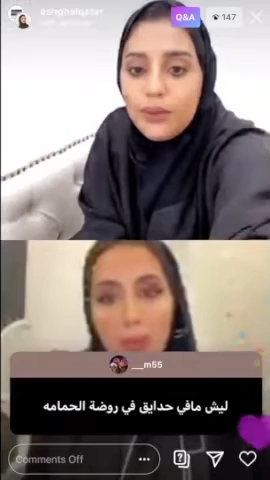 ashghalqatar
Q&A
147
__m55
ليش مافي حدايق في روضة الحمامه
Comments Off